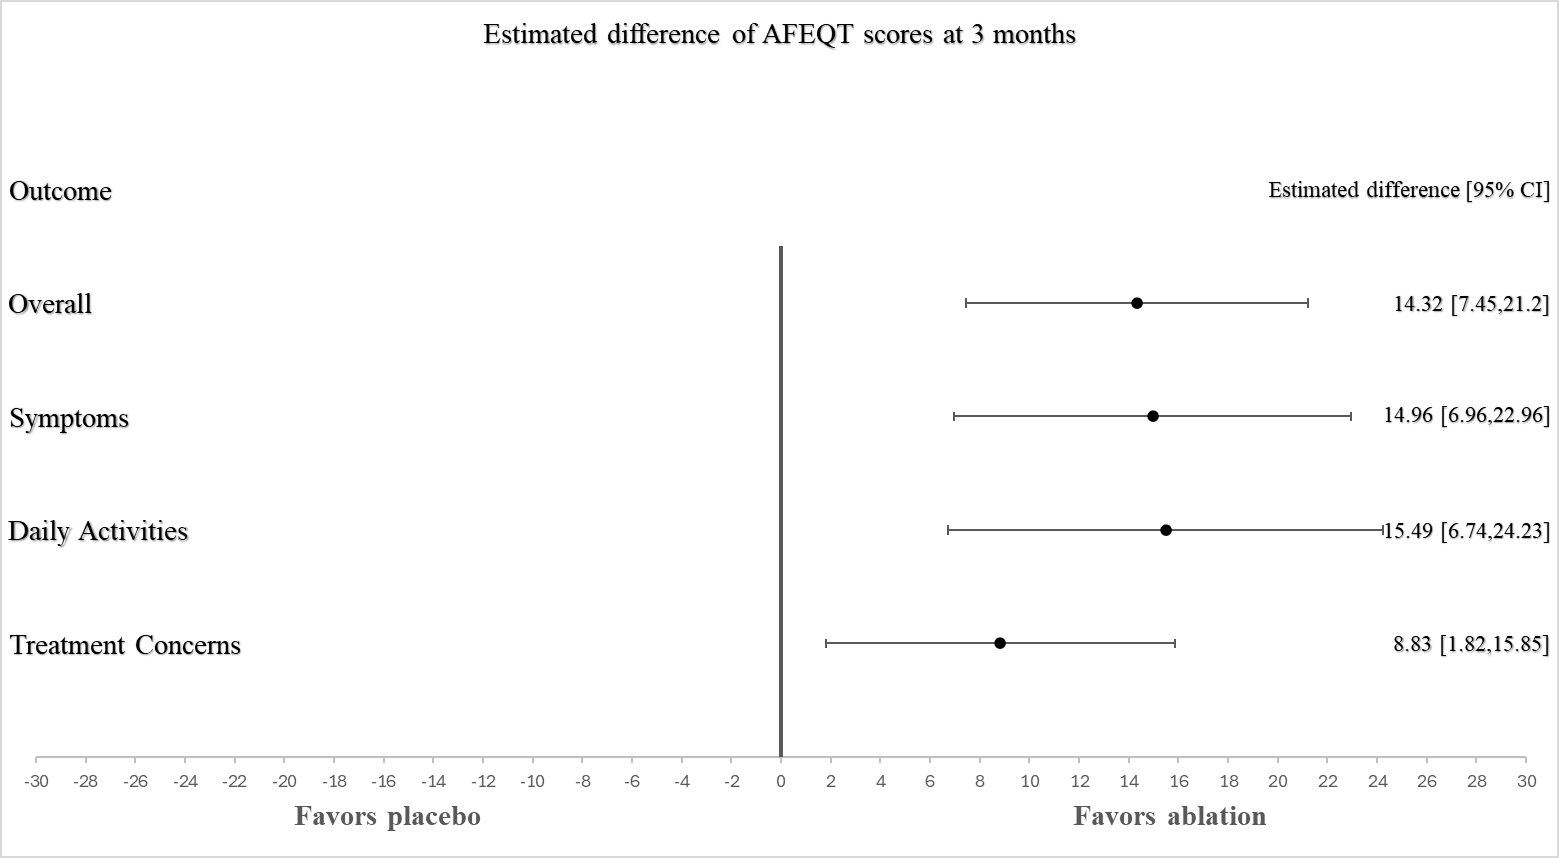 Estimated difference of AFEQT scores at 3 months
Outcome Estimated difference [95% CI]
Overall 14.32 [7.45,21.2]
Symptoms 14.96 [6.96,22.96]
Daily Activities 15.49 [6.74,24.23]
Treatment Concerns 8.83 [1.82,15.85]
-30 -28 -26 -24 -22 -20 -18 -16 -14 -12 -10 -8 -6 -4 -2 0 2 4 6 8 10 12 14 16 18 20 22 24 26 28 30
Favors placebo Favors ablation